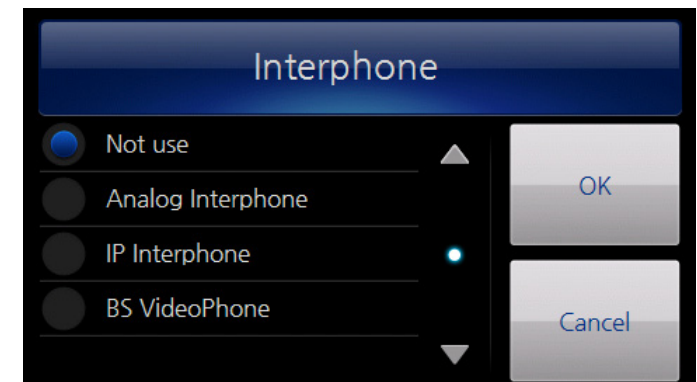 Interphone
Not use
Analog Interphone
IP Interphone
BS VideoPhone
OK
Cancel